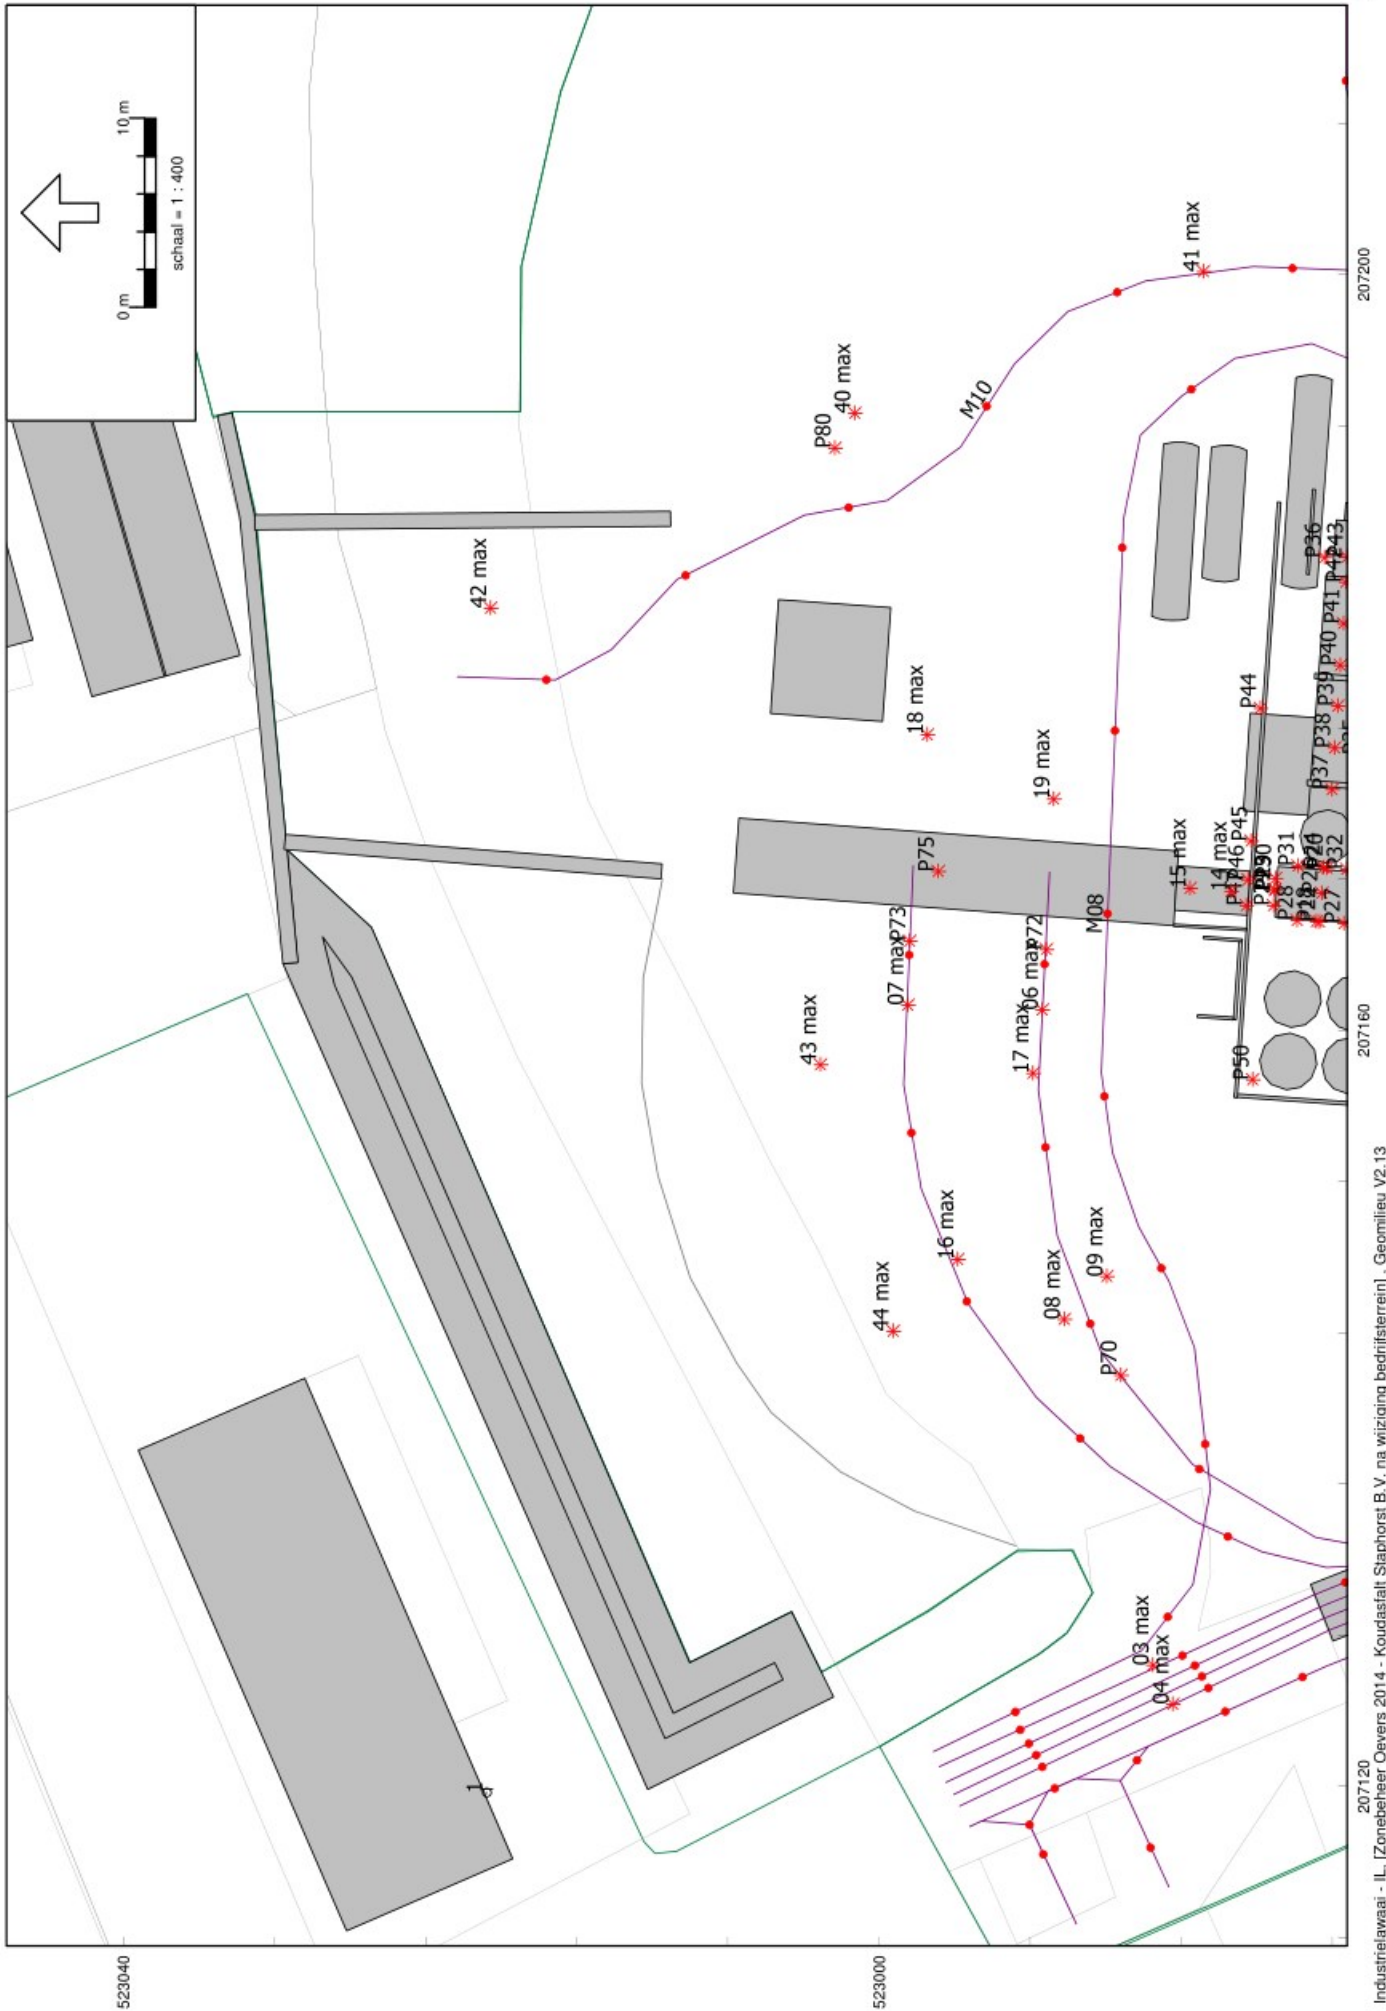 0 m
10 m
schaal = 1 : 400
42 max
P80
40 max
M10
41 max
18 max
19 max
P75
P73
07 max
P72
06 max
17 max
M08
43 max
15 max
14 max
P46
P45
P44
P36
P43
P42
P41
P40
P39
P38
P37
P31
P32
P28
P27
P50
16 max
44 max
09 max
08 max
P70
03 max
04 max
1
523040
523000
207200
207160
207120
Industrielawaai - IL, [Zonebeheer Oevers 2014 - Koudasfalt Staphorst B.V. na wijziging bedrijfsterrein] , Geomilieu V2.13